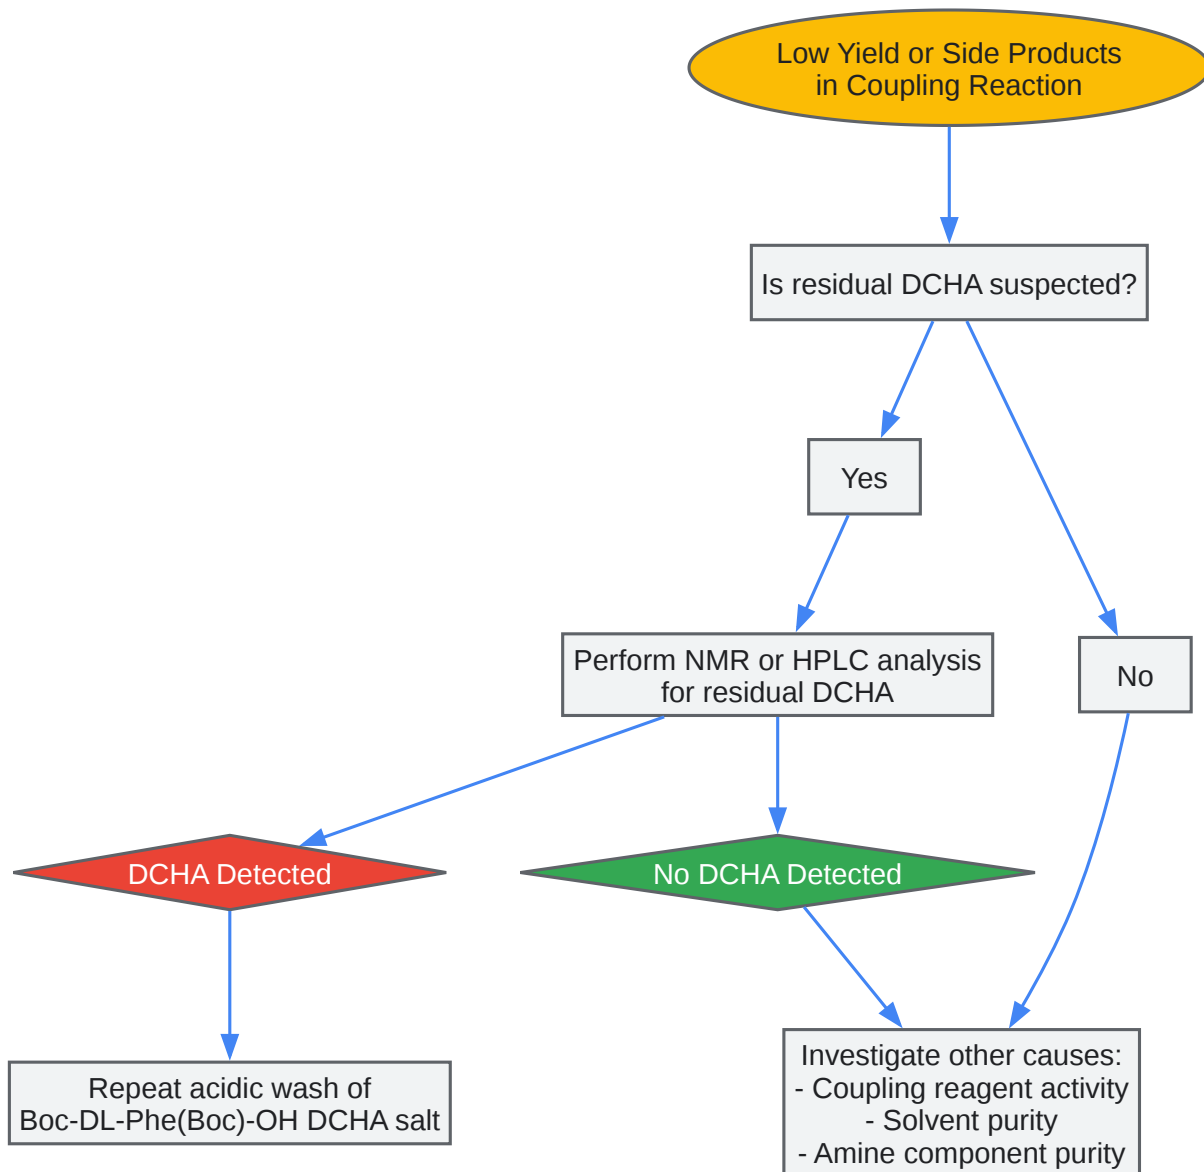 Low Yield or Side Products
in Coupling Reaction
Is residual DCHA suspected?
Yes
Perform NMR or HPLC analysis
for residual DCHA
No
DCHA Detected
No DCHA Detected
Repeat acidic wash of
Boc-DL-Phe(Boc)-OH DCHA salt
Investigate other causes:
- Coupling reagent activity
- Solvent purity
- Amine component purity